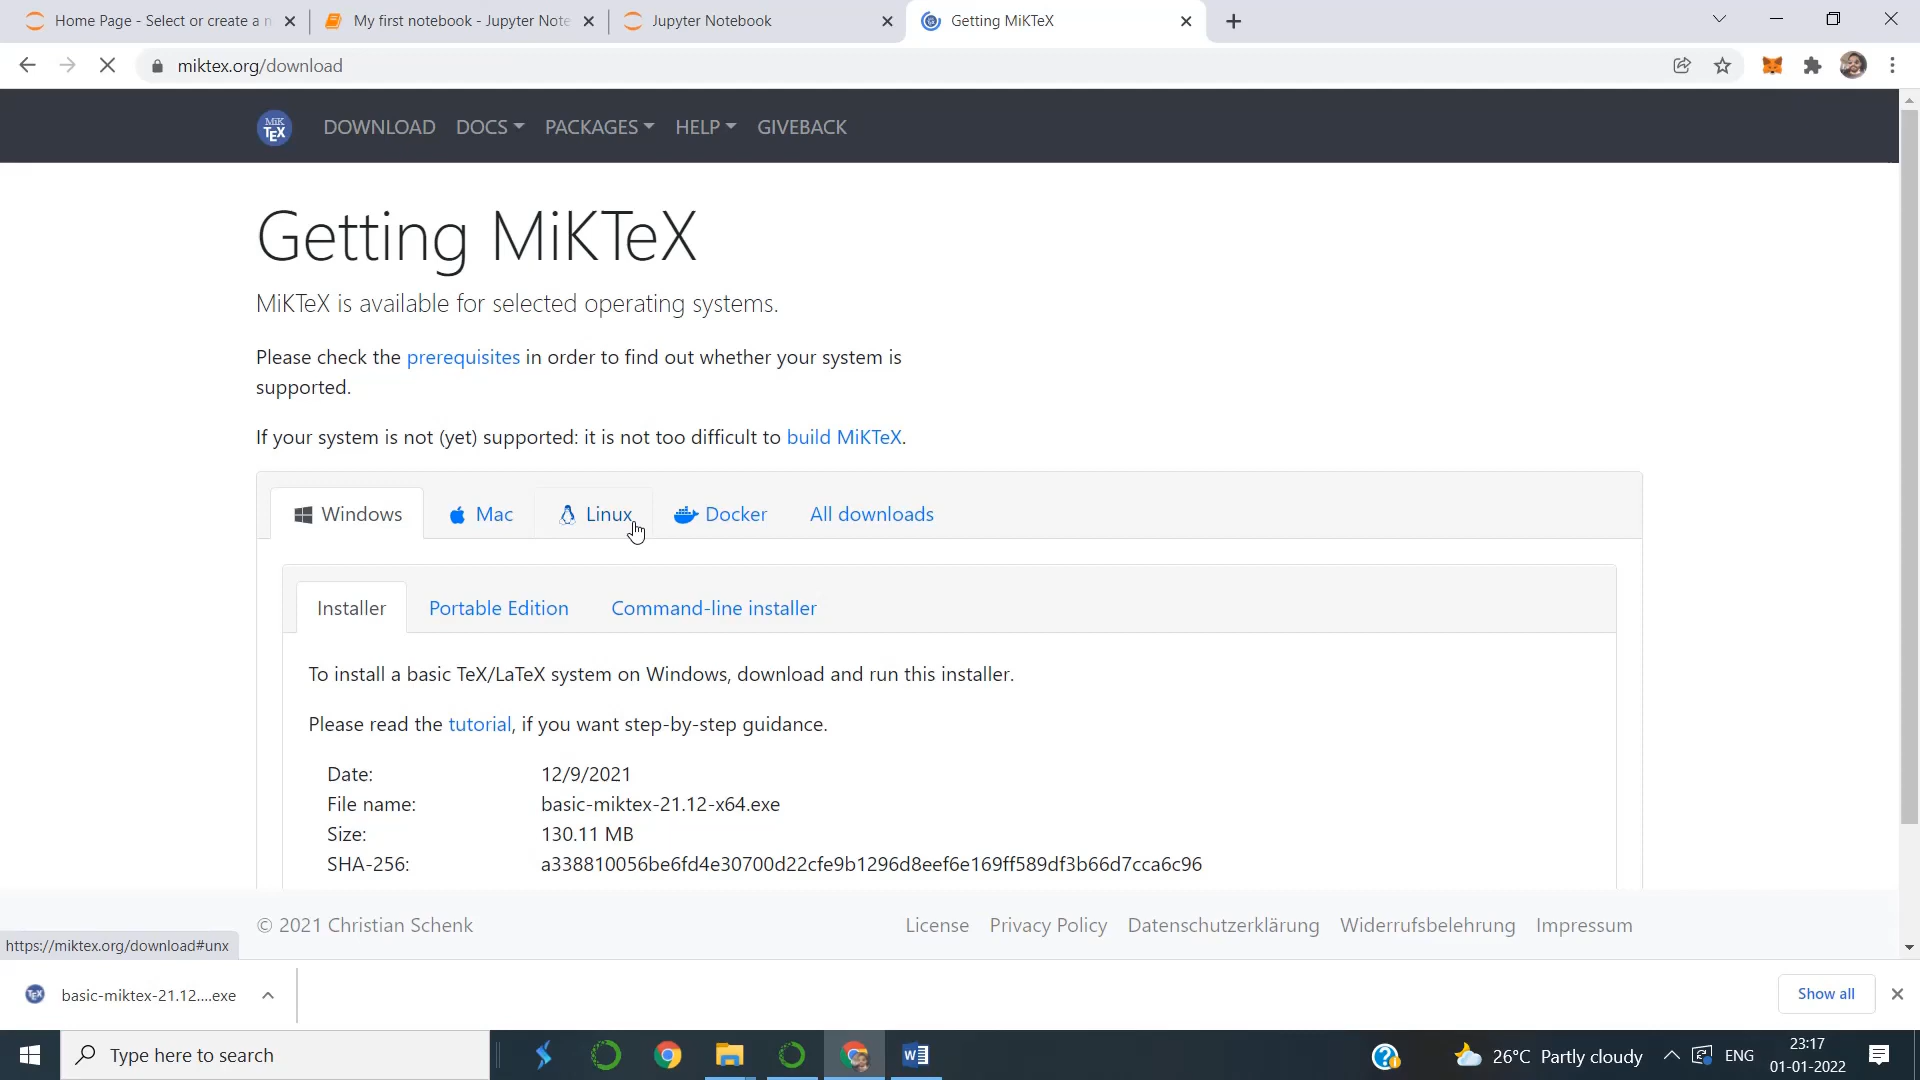 Home Page - Select or create a n
My first notebook - Jupyter Note
Jupyter Notebook
Getting MiKTeX
miktex.org/download
MiK
TEX
DOWNLOAD DOCS PACKAGES HELP GIVEBACK
Getting MiKTeX
MiKTeX is available for selected operating systems.
Please check the prerequisites in order to find out whether your system is
supported.
If your system is not (yet) supported: it is not too difficult to build MiKTeX.
Windows Mac Linux Docker All downloads
Installer Portable Edition Command-line installer
To install a basic TeX/LaTeX system on Windows, download and run this installer.
Please read the tutorial, if you want step-by-step guidance.
Date: 12/9/2021
File name: basic-miktex-21.12-x64.exe
Size: 130.11 MB
SHA-256: a338810056be6fd4e30700d22cfe9b1296d8eef6e169ff589df3b66d7cca6c96
© 2021 Christian Schenk License Privacy Policy Datenschutzerklärung Widerrufsbelehrung Impressum
https://miktex.org/download#unx
TEX basic-miktex-21.12....exe Show all
Type here to search 26°C Partly cloudy ENG 23:17
01-01-2022